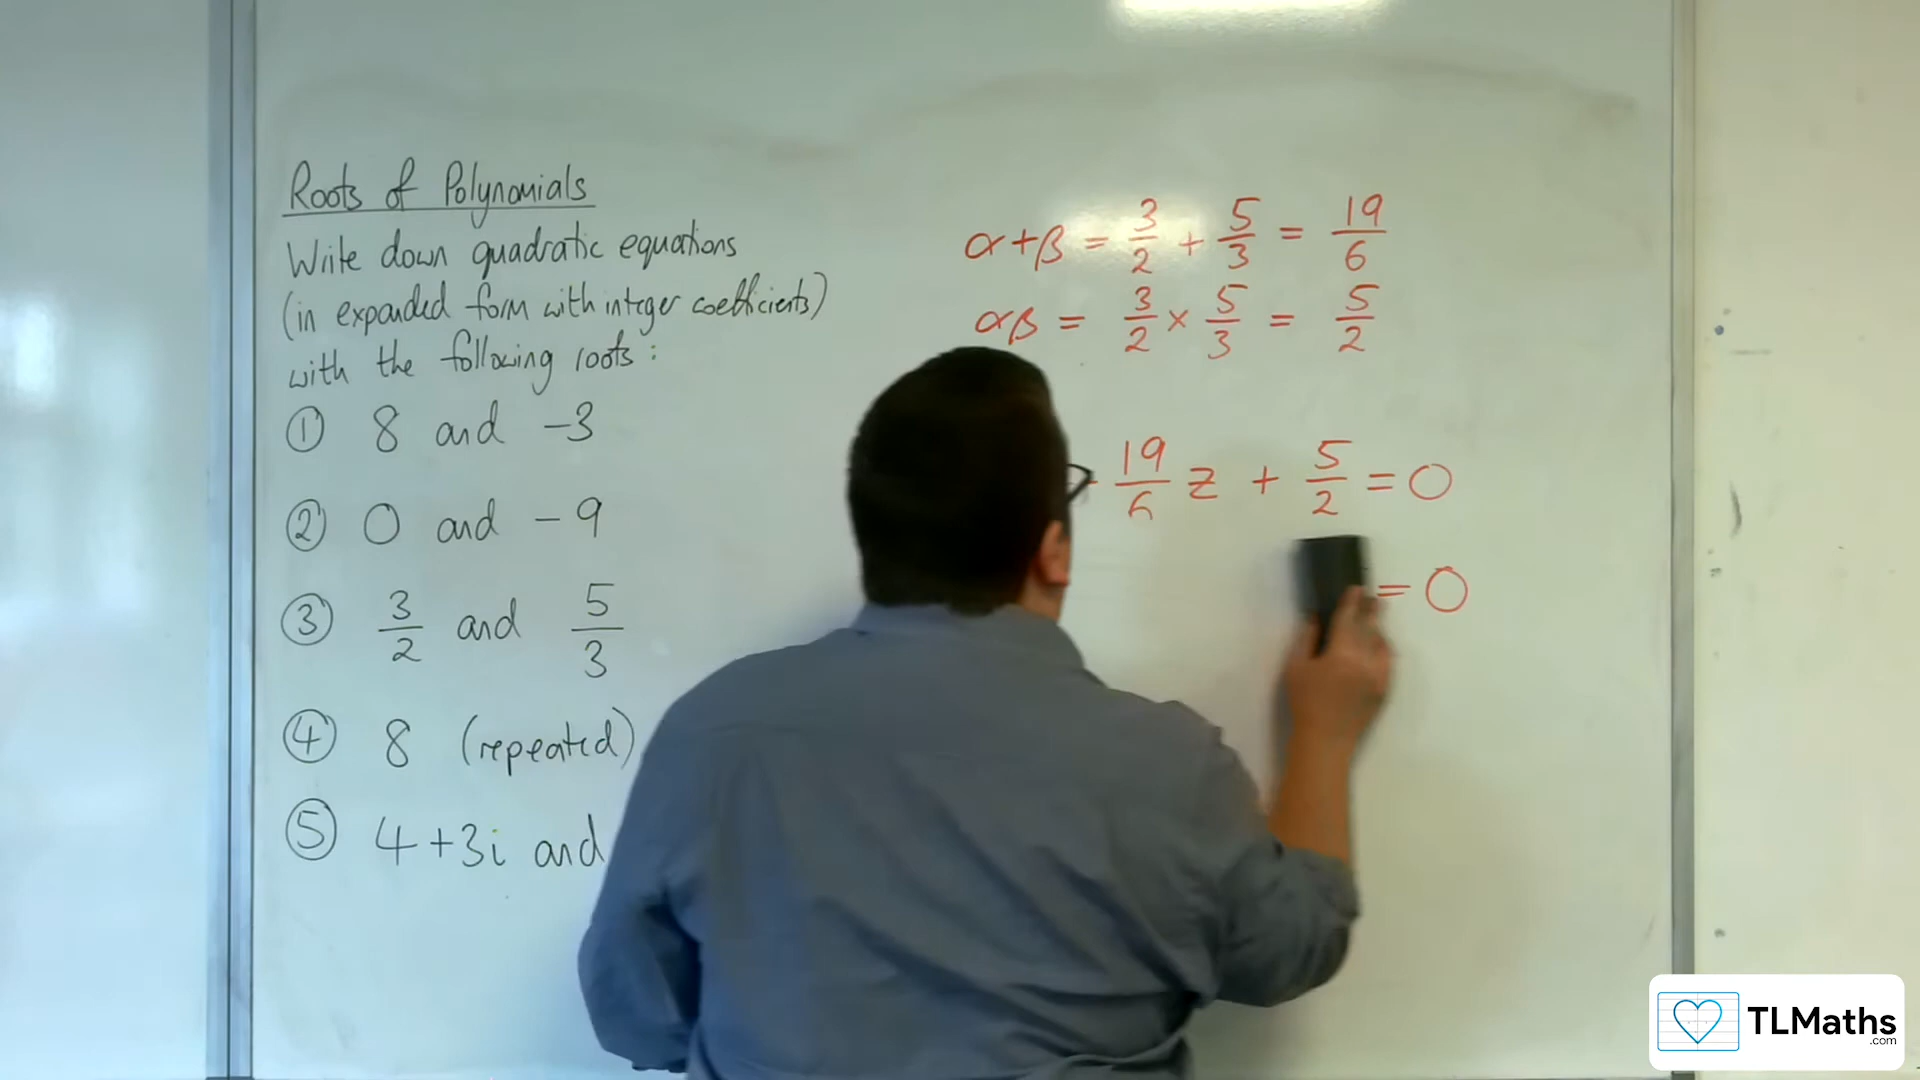 Roots of Polynomials
Write down quadratic equations
(in expanded form with integer coefficients)
with the following roots:
① 8 and -3
② 0 and -9
③ 3/2 and 5/3
④ 8 (repeated)
⑤ 4+3i and
α+β = 3/2 + 5/3 = 19/6
αβ = 3/2 × 5/3 = 5/2
- 19/6 z + 5/2 = 0
= 0
TLMaths
.com